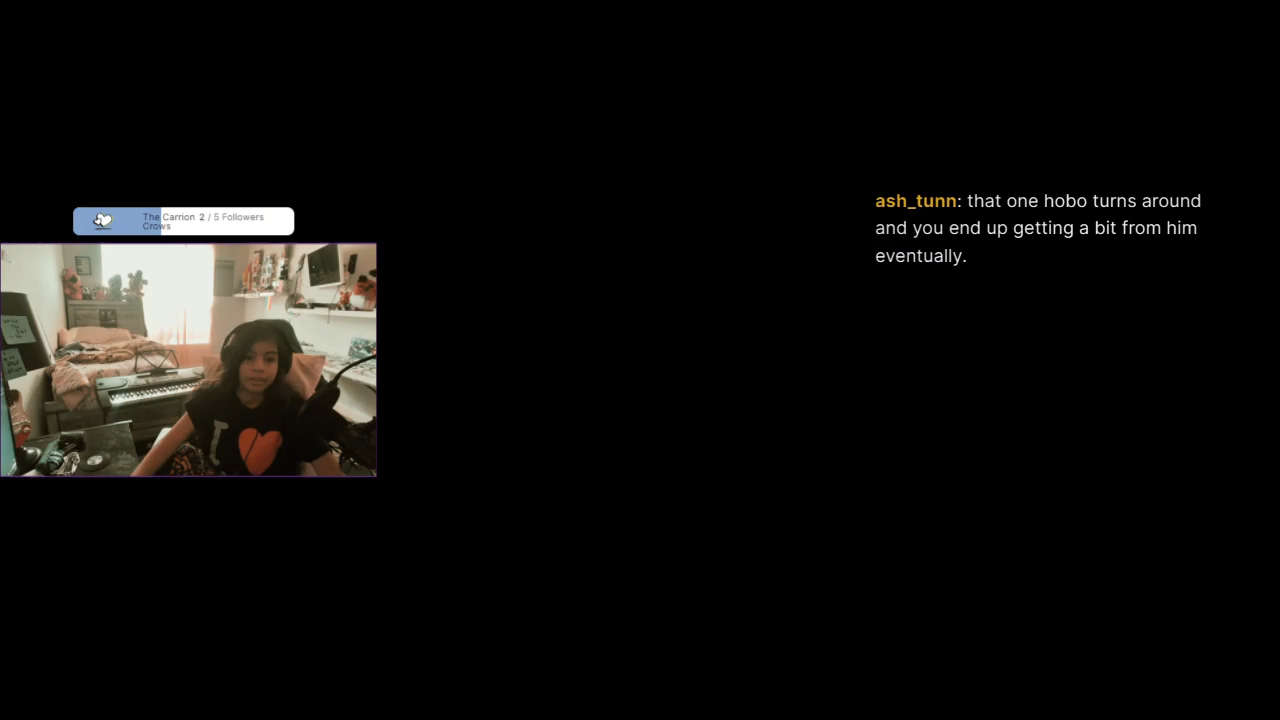 The Carrion 2 / 5 Followers
Crows
ash_tunn: that one hobo turns around
and you end up getting a bit from him
eventually.
I